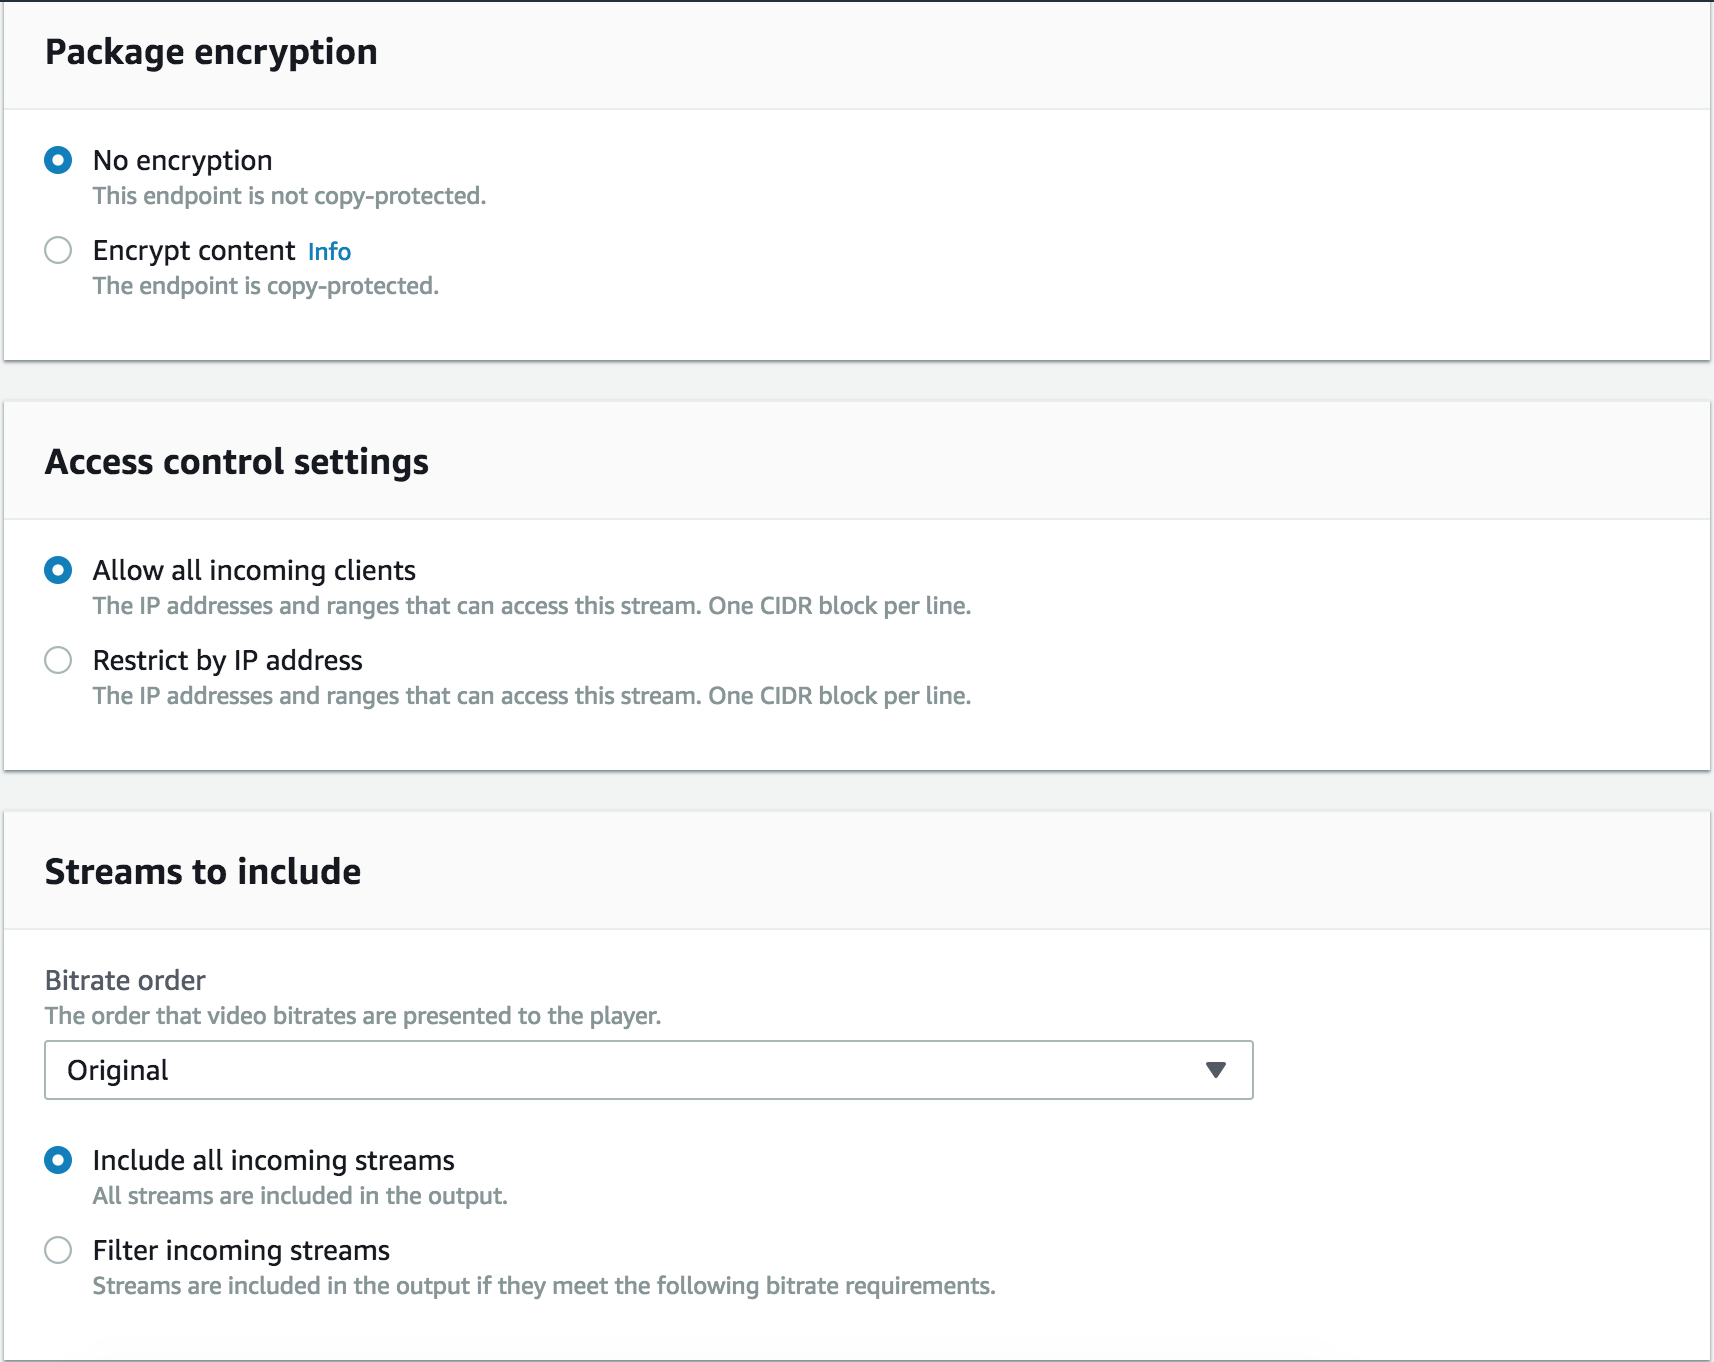 Package encryption
No encryption
This endpoint is not copy-protected.
Encrypt content Info
The endpoint is copy-protected.
Access control settings
Allow all incoming clients
The IP addresses and ranges that can access this stream. One CIDR block per line.
Restrict by IP address
The IP addresses and ranges that can access this stream. One CIDR block per line.
Streams to include
Bitrate order
The order that video bitrates are presented to the player.
Original
Include all incoming streams
All streams are included in the output.
Filter incoming streams
Streams are included in the output if they meet the following bitrate requirements.